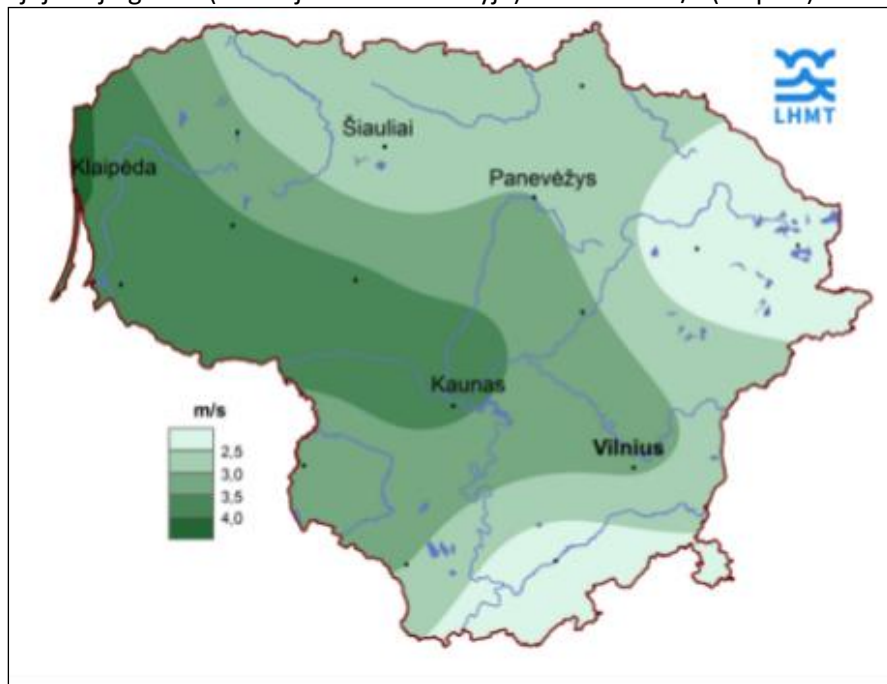 LHMT
Šiauliai
Klaipėda
Panevėžys
Kaunas
Vilnius
m/s
2,5
3,0
3,5
4,0